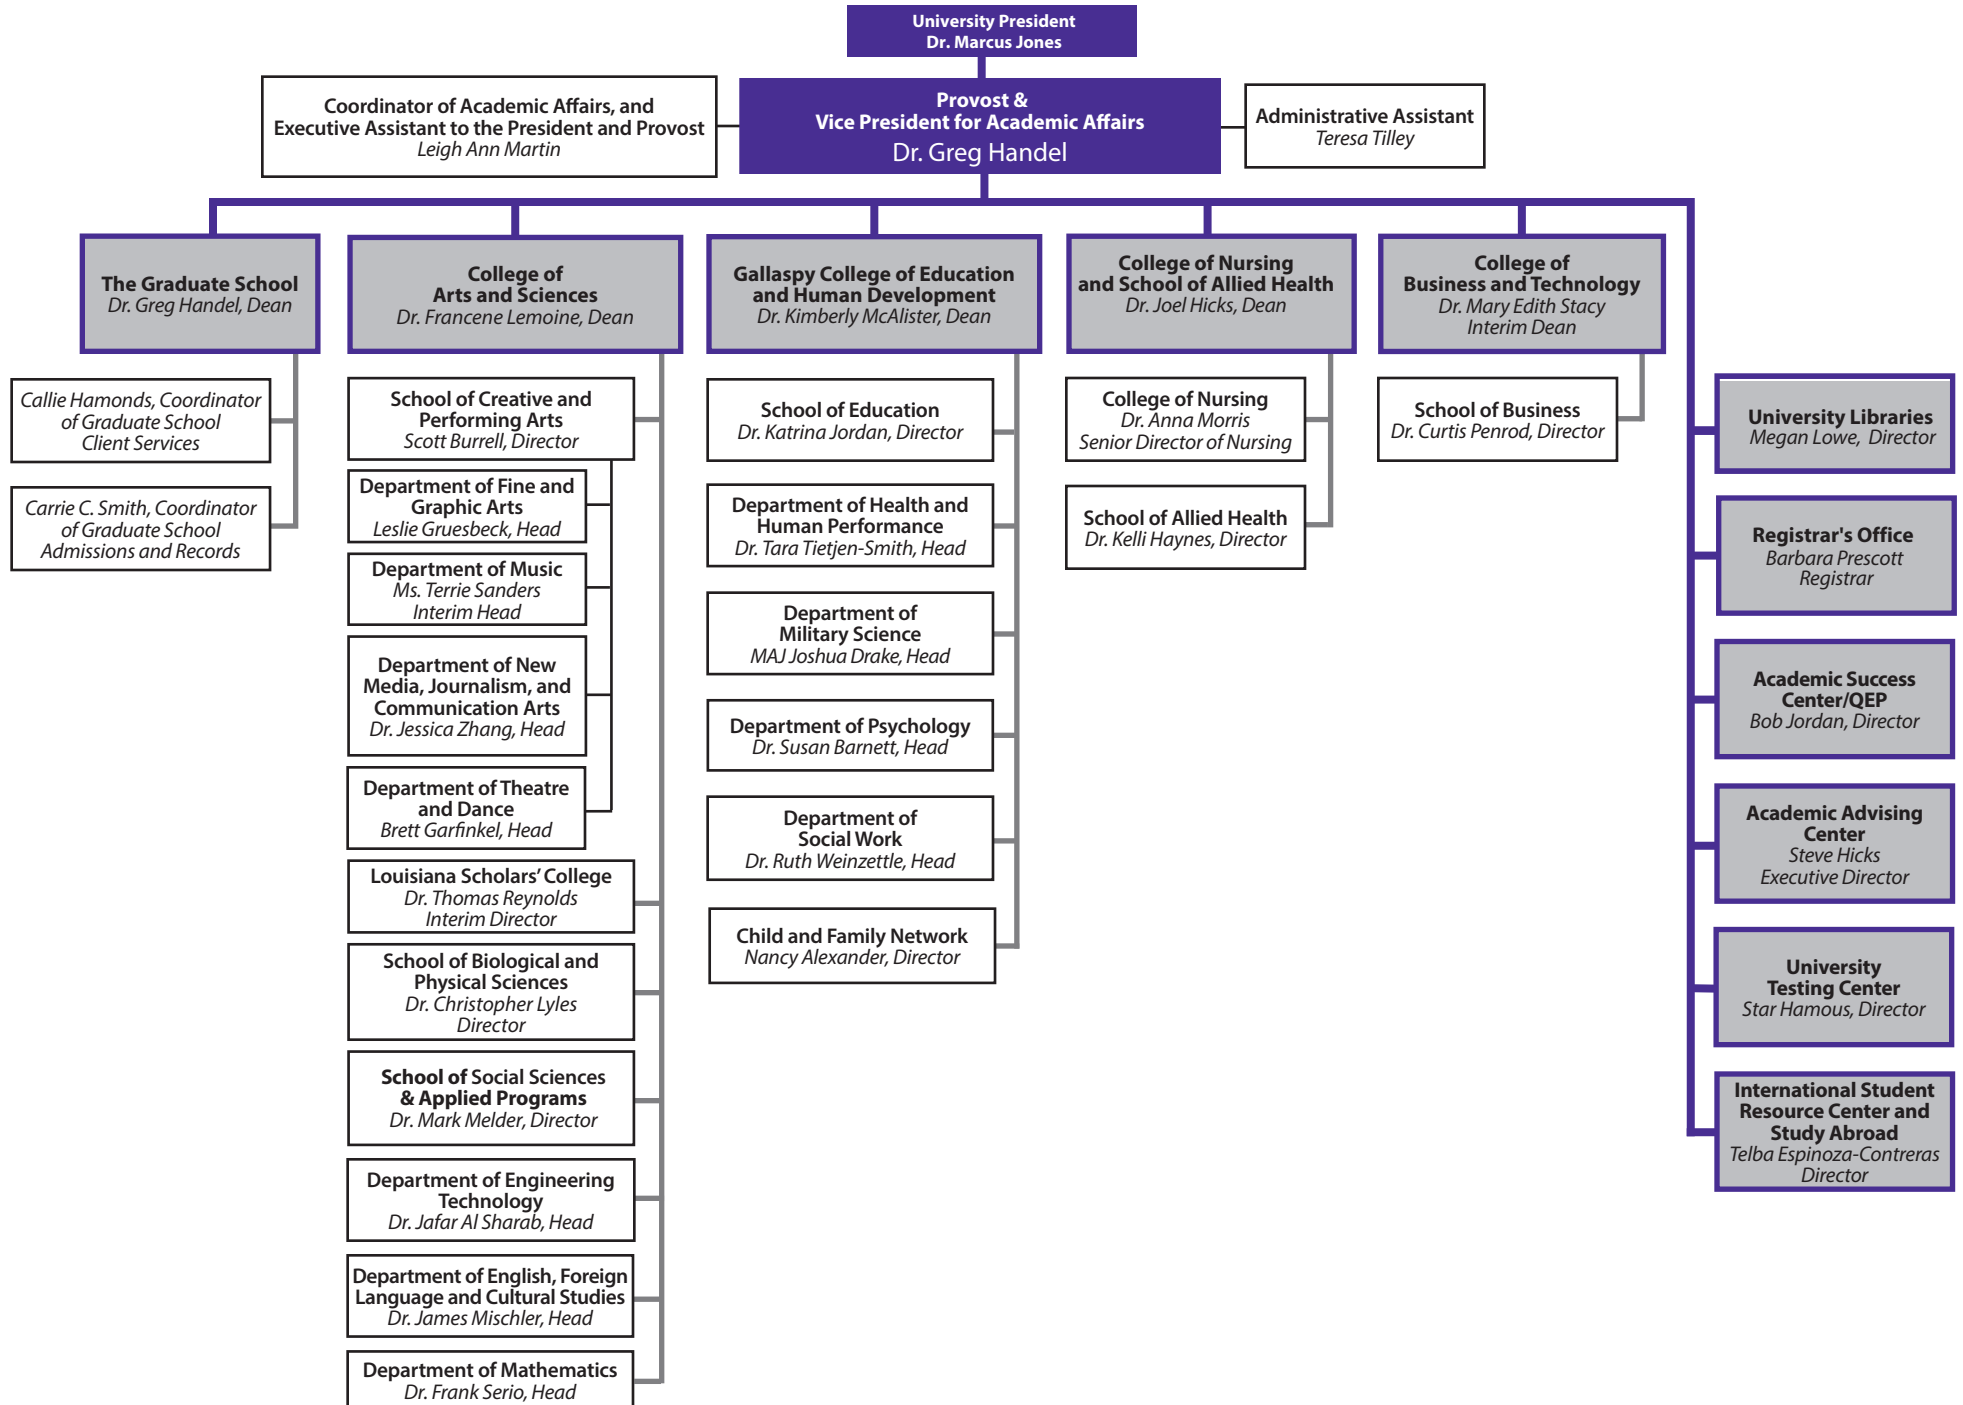 University President
Dr. Marcus Jones
Coordinator of Academic Affairs, and
Executive Assistant to the President and Provost
Leigh Ann Martin
Provost &
Vice President for Academic Affairs
Dr. Greg Handel
Administrative Assistant
Teresa Tilley
The Graduate School
Dr. Greg Handel, Dean
Callie Hamonds, Coordinator
of Graduate School
Client Services
Carrie C. Smith, Coordinator
of Graduate School
Admissions and Records
College of
Arts and Sciences
Dr. Francene Lemoine, Dean
School of Creative and
Performing Arts
Scott Burrell, Director
Department of Fine and
Graphic Arts
Leslie Gruesbeck, Head
Department of Music
Ms. Terrie Sanders
Interim Head
Department of New
Media, Journalism, and
Communication Arts
Dr. Jessica Zhang, Head
Department of Theatre
and Dance
Brett Garfinkel, Head
Louisiana Scholars’ College
Dr. Thomas Reynolds
Interim Director
School of Biological and
Physical Sciences
Dr. Christopher Lyles
Director
School of Social Sciences
& Applied Programs
Dr. Mark Melder, Director
Department of Engineering
Technology
Dr. Jafar Al Sharab, Head
Department of English, Foreign
Language and Cultural Studies
Dr. James Mischler, Head
Department of Mathematics
Dr. Frank Serio, Head
Gallaspy College of Education
and Human Development
Dr. Kimberly McAlister, Dean
School of Education
Dr. Katrina Jordan, Director
Department of Health and
Human Performance
Dr. Tara Tietjen-Smith, Head
Department of
Military Science
MAJ Joshua Drake, Head
Department of Psychology
Dr. Susan Barnett, Head
Department of
Social Work
Dr. Ruth Weinzettle, Head
Child and Family Network
Nancy Alexander, Director
College of Nursing
and School of Allied Health
Dr. Joel Hicks, Dean
College of Nursing
Dr. Anna Morris
Senior Director of Nursing
School of Allied Health
Dr. Kelli Haynes, Director
College of
Business and Technology
Dr. Mary Edith Stacy
Interim Dean
School of Business
Dr. Curtis Penrod, Director
University Libraries
Megan Lowe, Director
Registrar's Office
Barbara Prescott
Registrar
Academic Success
Center/QEP
Bob Jordan, Director
Academic Advising
Center
Steve Hicks
Executive Director
University
Testing Center
Star Hamous, Director
International Student
Resource Center and
Study Abroad
Telba Espinoza-Contreras
Director